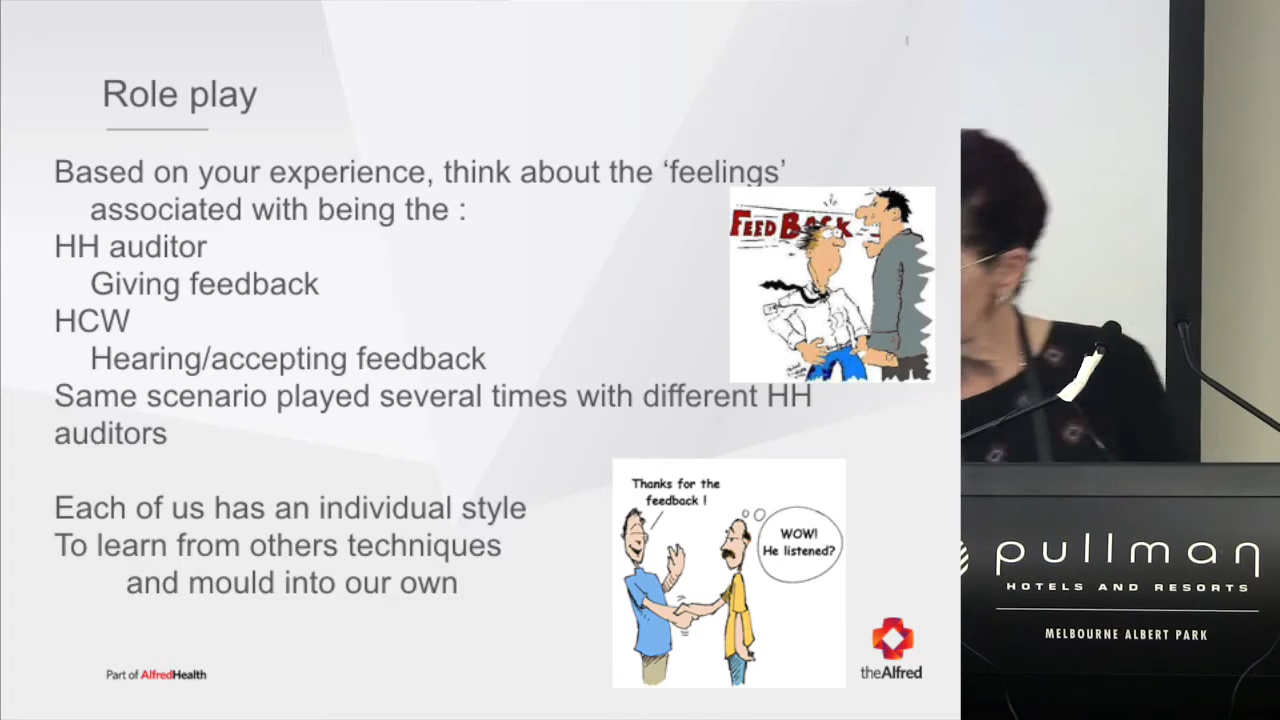 Role play
Based on your experience, think about the ‘feelings’
associated with being the :
HH auditor
Giving feedback
HCW
Hearing/accepting feedback
Same scenario played several times with different HH
auditors
Each of us has an individual style
To learn from others techniques
and mould into our own
FEEDBACK
Thanks for the
feedback !
WOW!
He listened?
Part of AlfredHealth
theAlfred
pullman
HOTELS AND RESORTS
MELBOURNE ALBERT PARK